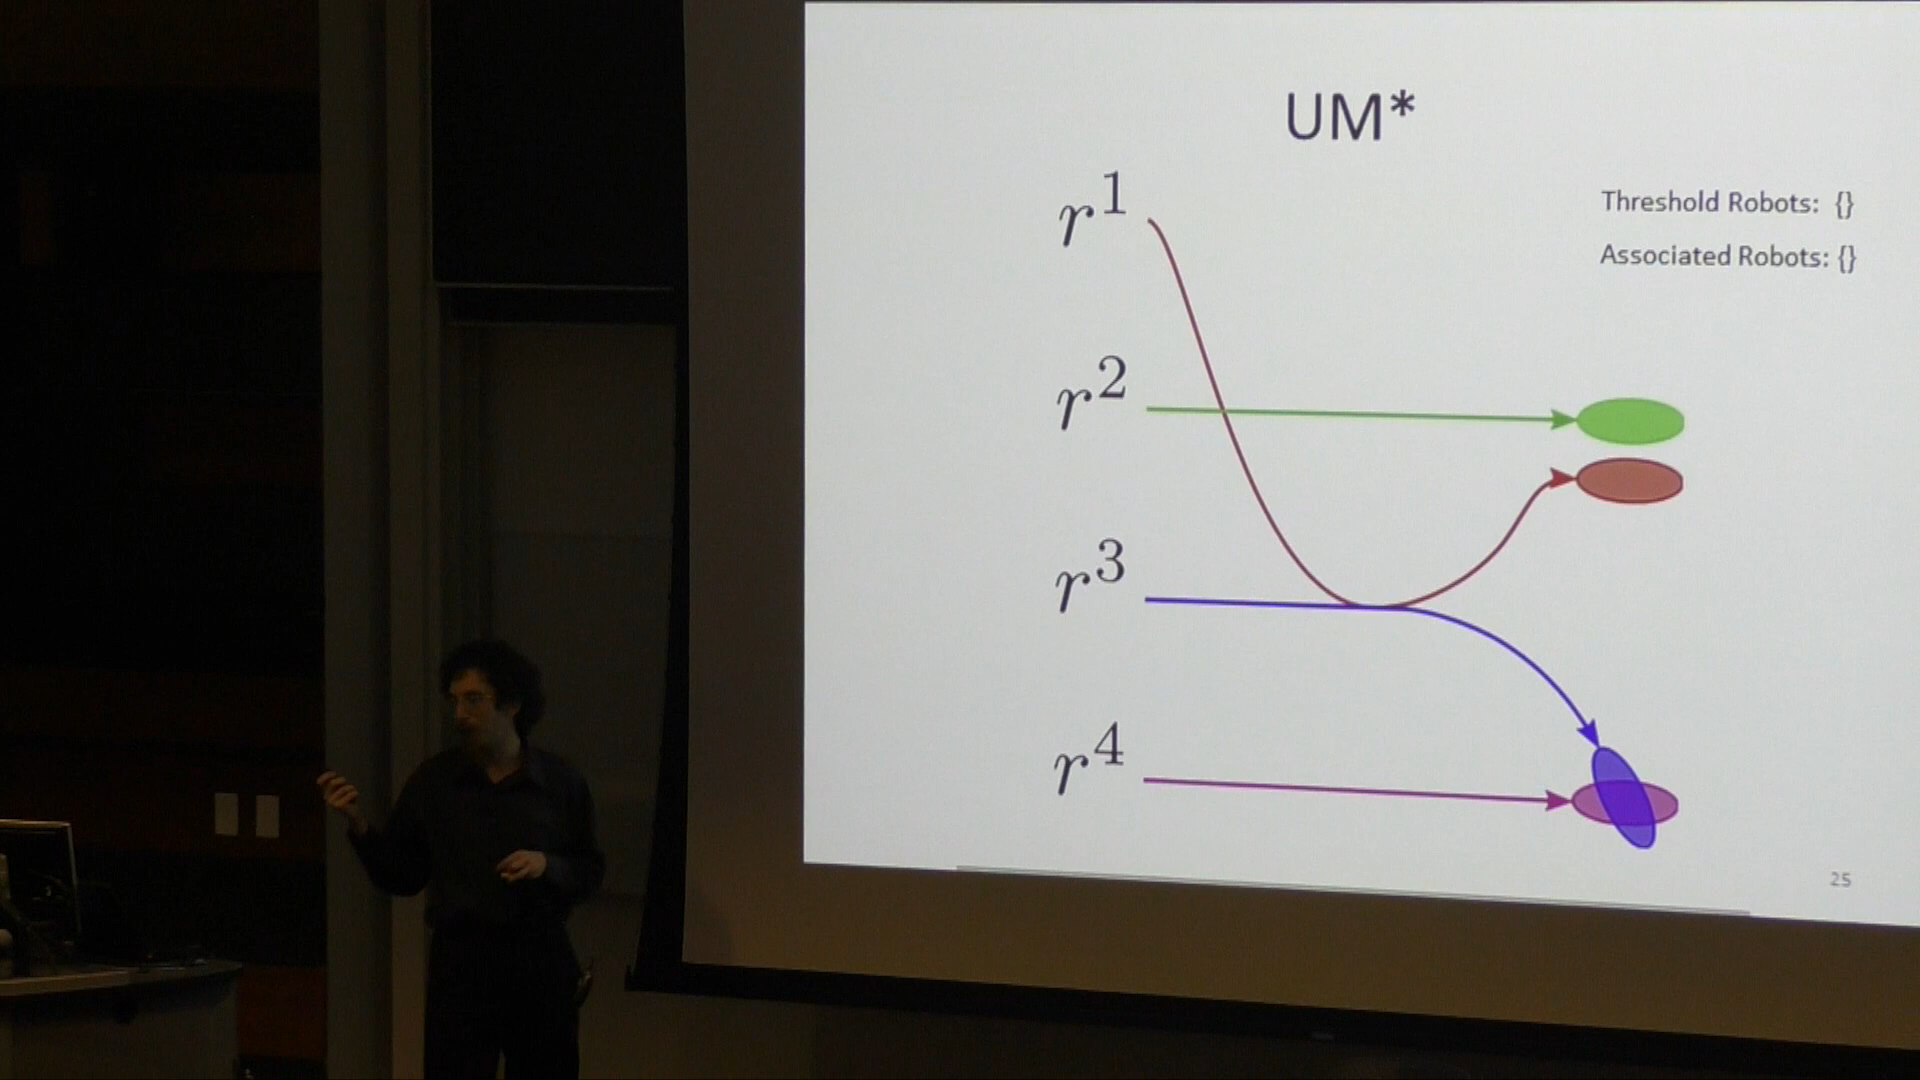 UM*
Threshold Robots: {}
Associated Robots: {}
r^1
r^2
r^3
r^4
25